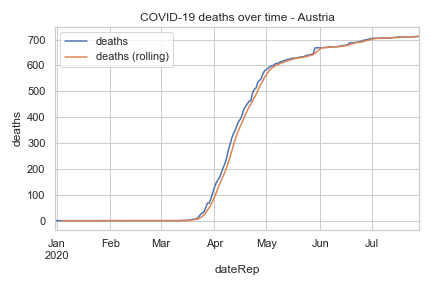 COVID-19 deaths over time - Austria
deaths
deaths (rolling)
700
600
500
400
300
200
100
0
deaths
Jan Feb Mar Apr May Jun Jul
2020
dateRep